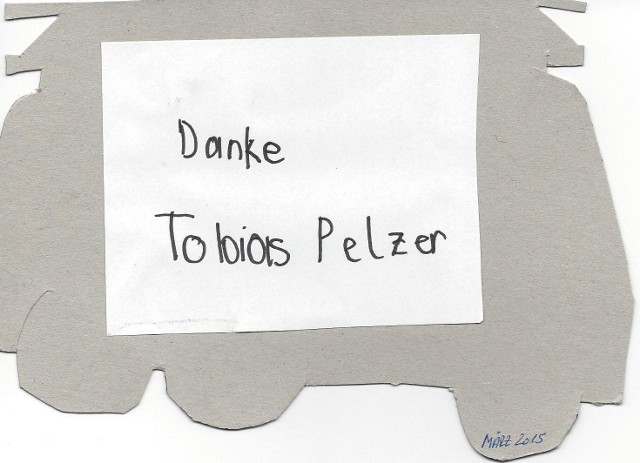 Danke
Tobias Pelzer
MÄRZ 2015